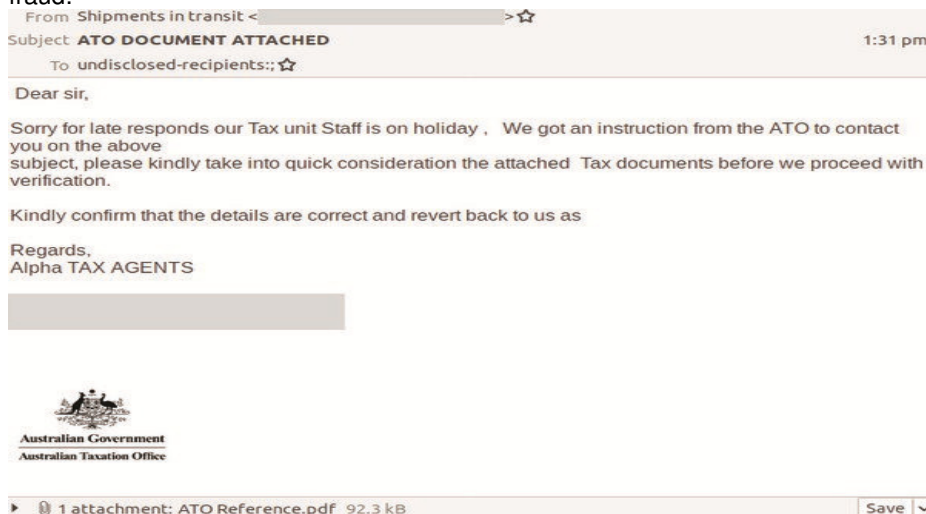 fraud.
From Shipments in transit < >
Subject ATO DOCUMENT ATTACHED 1:31 pm
To undisclosed-recipients:;
Dear sir,
Sorry for late responds our Tax unit Staff is on holiday , We got an instruction from the ATO to contact
you on the above
subject, please kindly take into quick consideration the attached Tax documents before we proceed with
verification.
Kindly confirm that the details are correct and revert back to us as
Regards,
Alpha TAX AGENTS
Australian Government
Australian Taxation Office
1 attachment: ATO Reference.pdf 92.3 kB Save